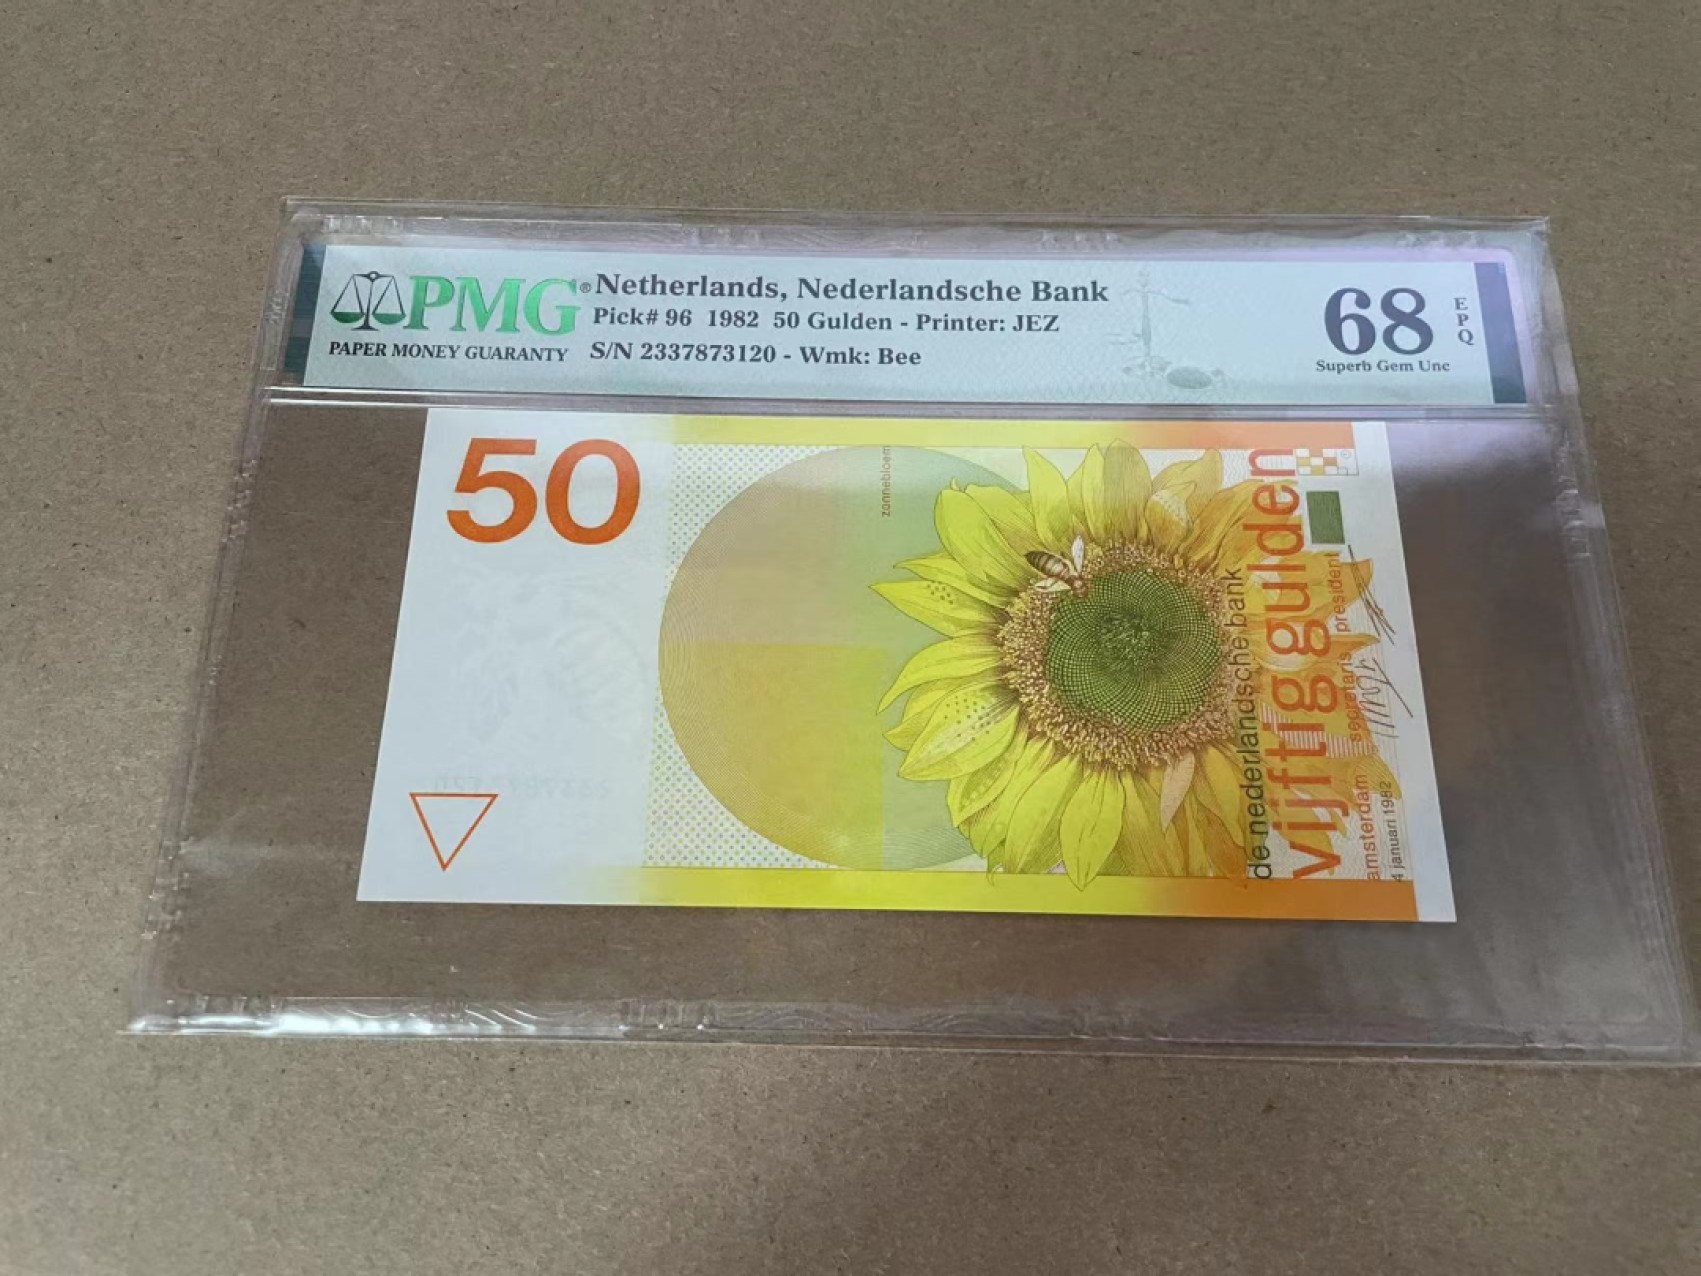 PMG®
PAPER MONEY GUARANTY
Netherlands, Nederlandsche Bank
Pick# 96 1982 50 Gulden - Printer: JEZ
S/N 2337873120 - Wmk: Bee
68
EPQ
Superb Gem Unc
50
zonnebloem
de nederlandsche bank
vijftig gulden
amsterdam secretaris president
4 januari 1982